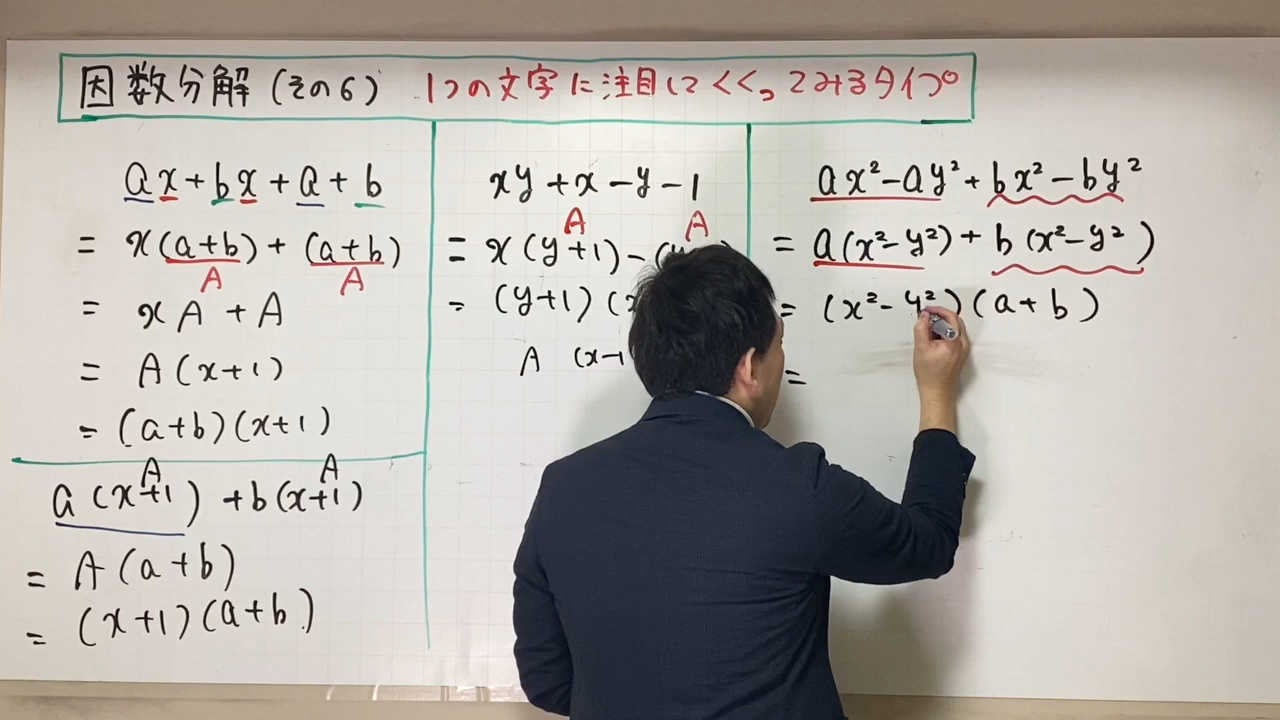 因数分解(その6) 1つの文字に注目してくくってみるタイプ
ax+bx+a+b
= x(a+b)+(a+b)
A A
= xA+A
= A(x+1)
= (a+b)(x+1)
A A
a(x+1)+b(x+1)
= A(a+b)
= (x+1)(a+b)
xy+x-y-1
A A
= x(y+1)-(
= (y+1)(
A (x-1
ax²-ay²+bx²-by²
= a(x²-y²)+b(x²-y²)
= (x²-y²)(a+b)
=